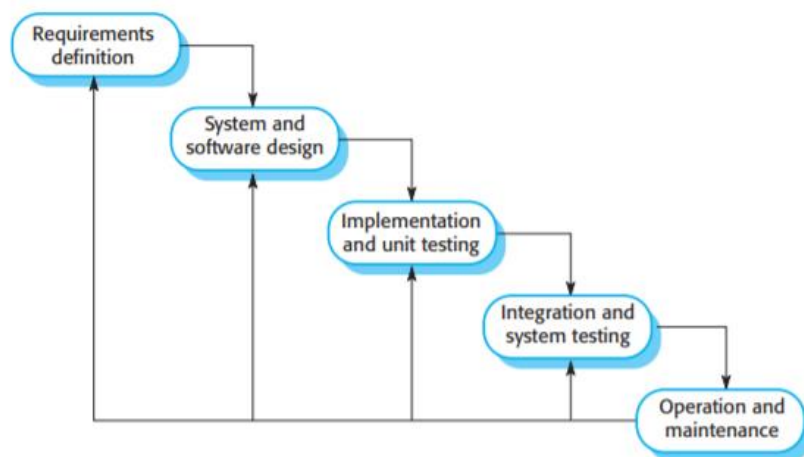 Requirements
definition
System and
software design
Implementation
and unit testing
Integration and
system testing
Operation and
maintenance